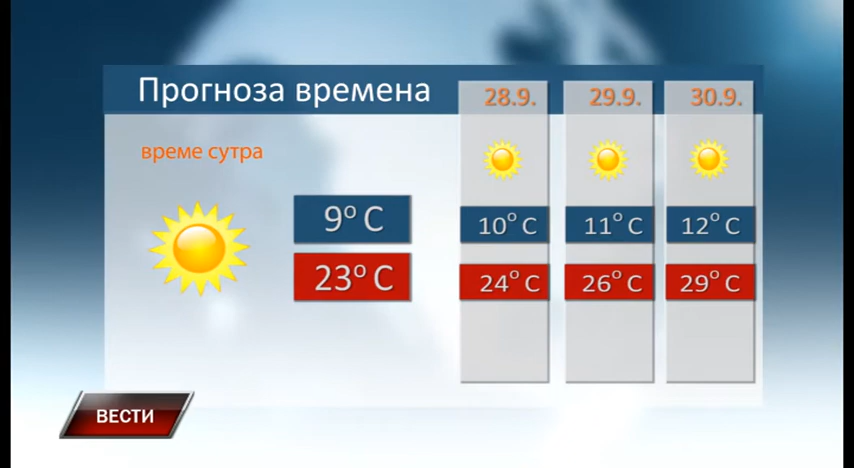 Прогноза времена
време сутра
9° C
23° C
28.9.
10° C
24° C
29.9.
11° C
26° C
30.9.
12° C
29° C
ВЕСТИ